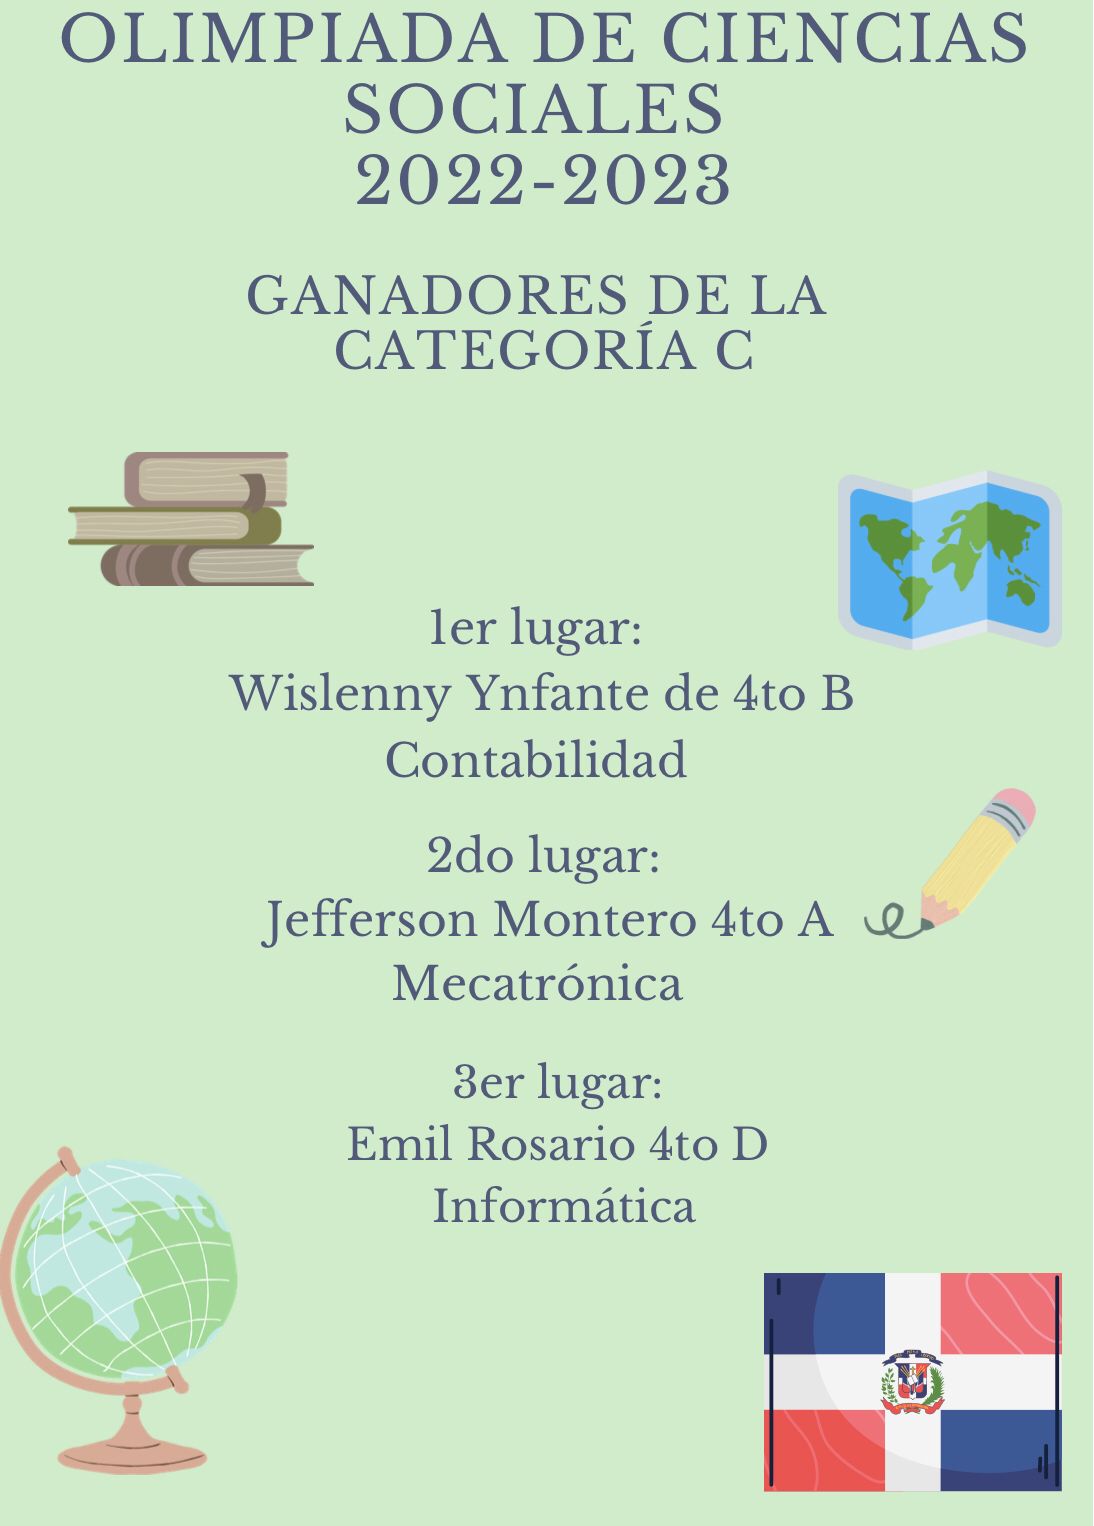 OLIMPIADA DE CIENCIAS
SOCIALES
2022-2023
GANADORES DE LA
CATEGORÍA C
1er lugar:
Wislenny Ynfante de 4to B
Contabilidad
2do lugar:
Jefferson Montero 4to A
Mecatrónica
3er lugar:
Emil Rosario 4to D
Informática